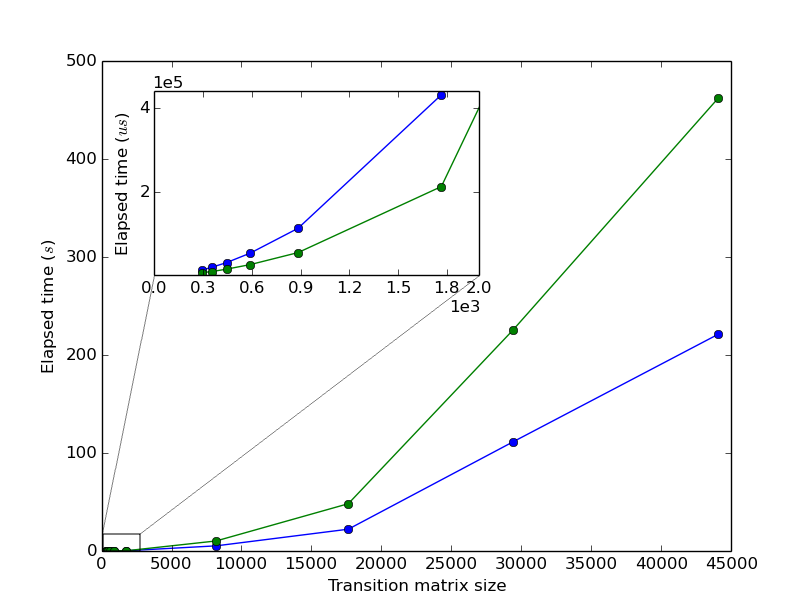 500
400
300
200
100
0
Elapsed time (s)
1e5
4
2
Elapsed time (us)
0.0 0.3 0.6 0.9 1.2 1.5 1.8 2.0
1e3
0 5000 10000 15000 20000 25000 30000 35000 40000 45000
Transition matrix size